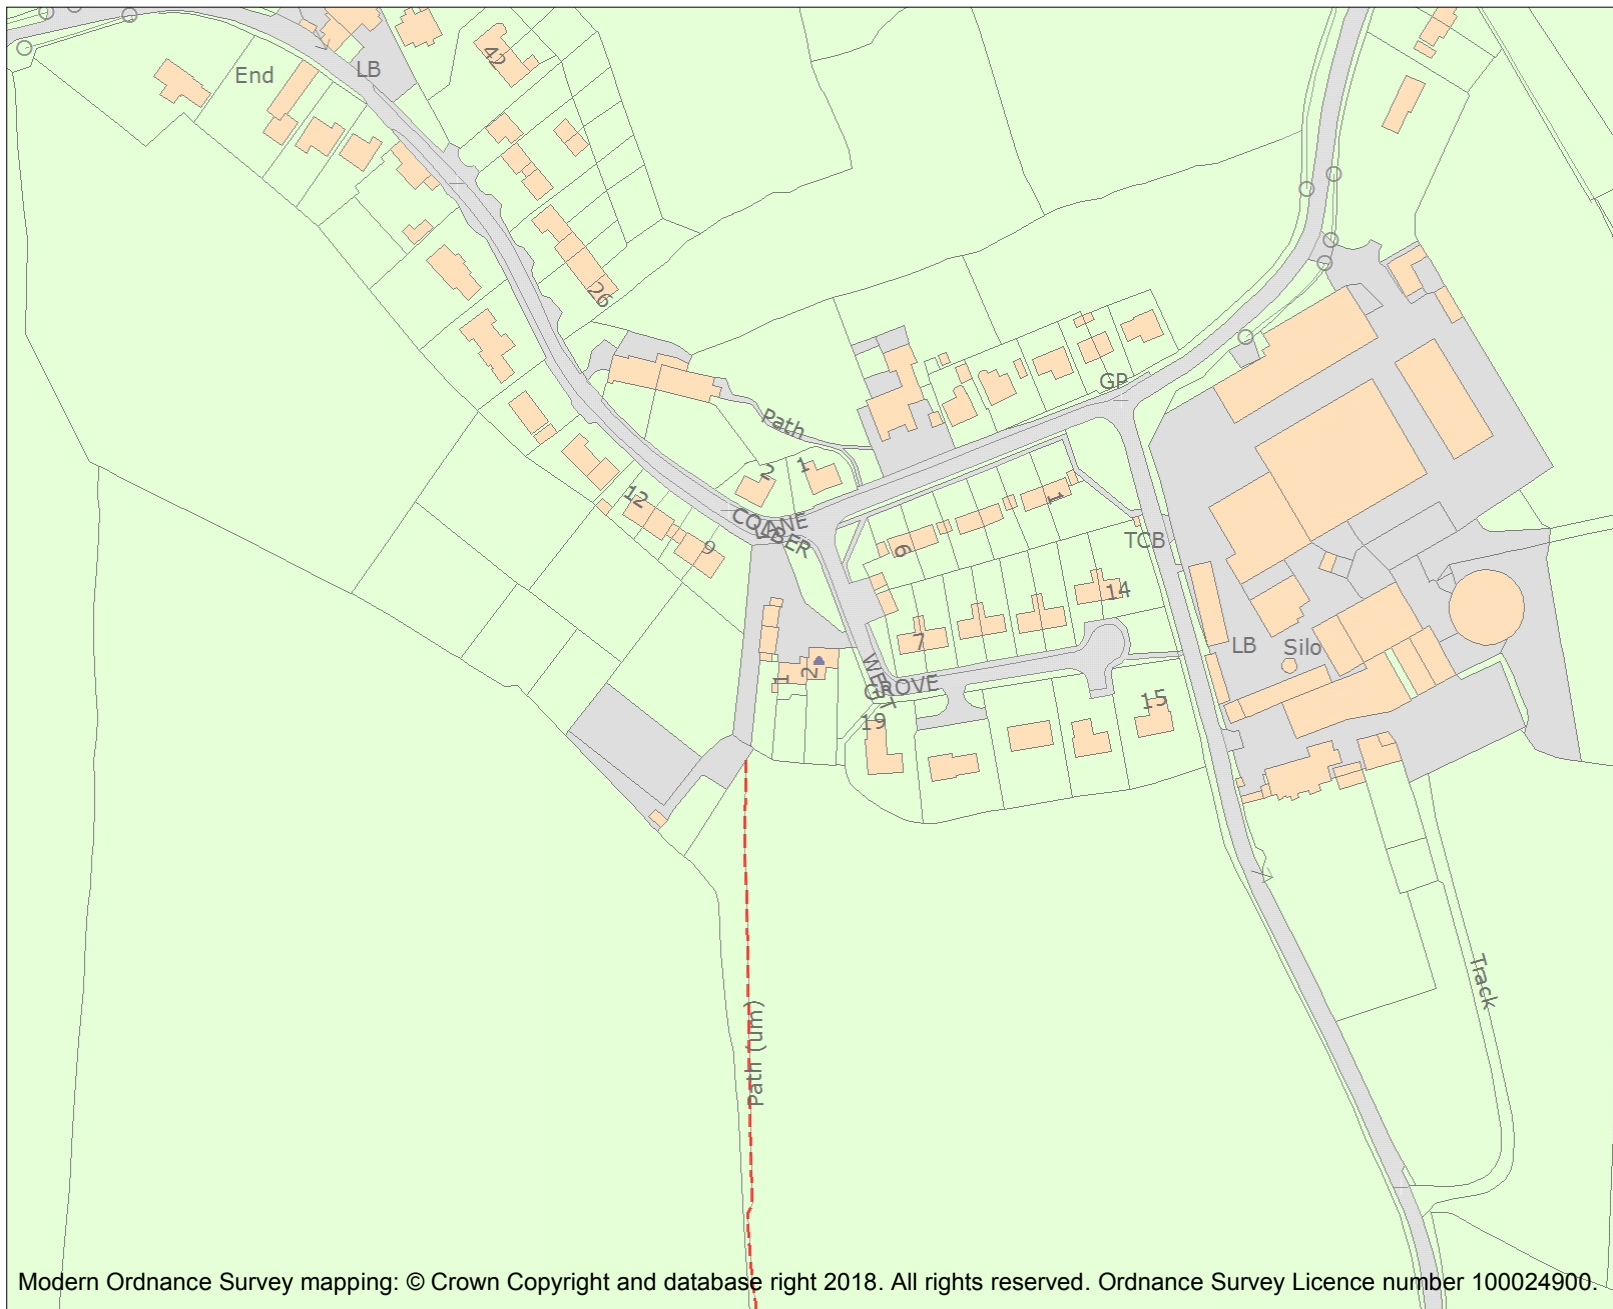 42
End
LB
26
GP
Path
2
1
12
COMBER
LANE
9
1
6
TCB
14
7
LB
Silo
1
2
WEST
GROVE
15
19
Track
Path (um)
Modern Ordnance Survey mapping: © Crown Copyright and database right 2018. All rights reserved. Ordnance Survey Licence number 100024900.